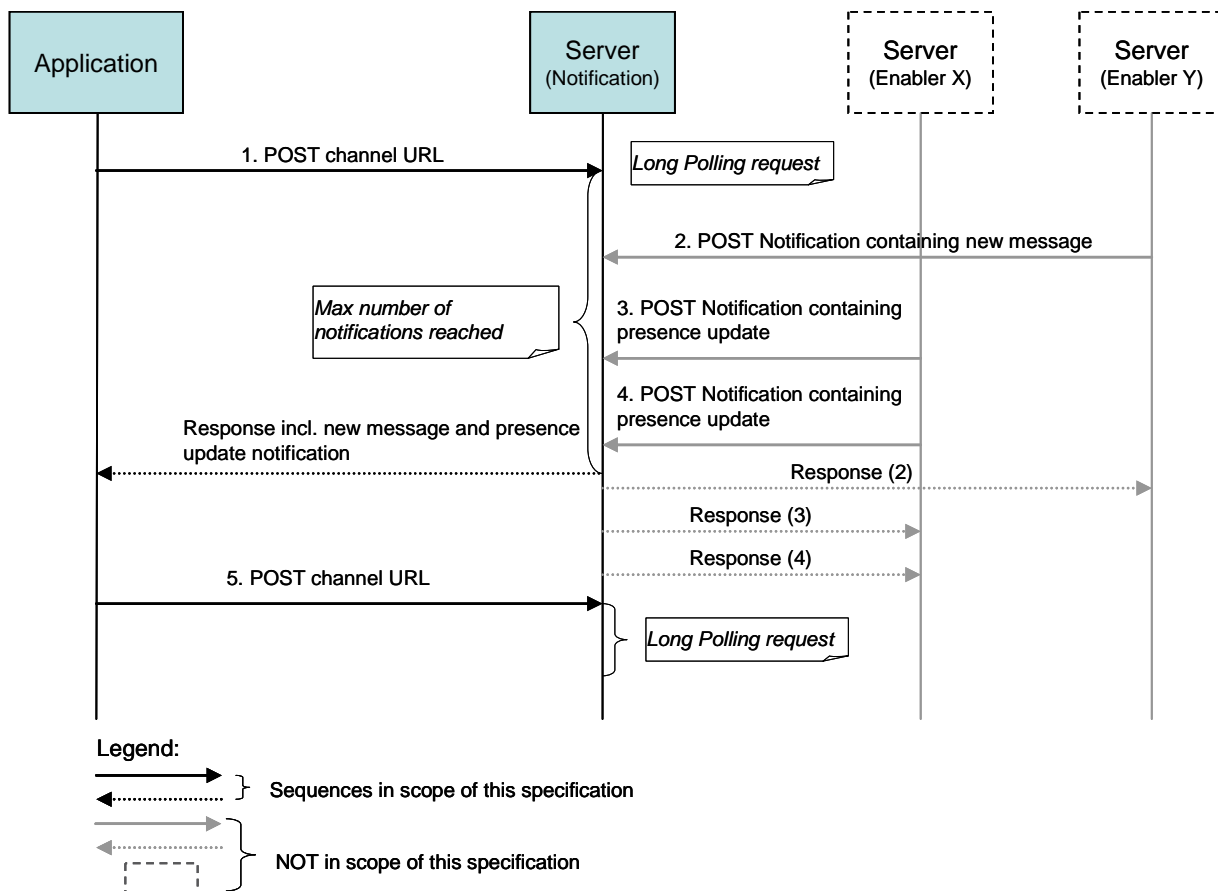 Application
Server
(Notification)
Server
(Enabler X)
Server
(Enabler Y)
1. POST channel URL
Long Polling request
2. POST Notification containing new message
Max number of
notifications reached
3. POST Notification containing
presence update
4. POST Notification containing
presence update
Response incl. new message and presence
update notification
Response (2)
Response (3)
Response (4)
5. POST channel URL
Long Polling request
Legend:
Sequences in scope of this specification
NOT in scope of this specification